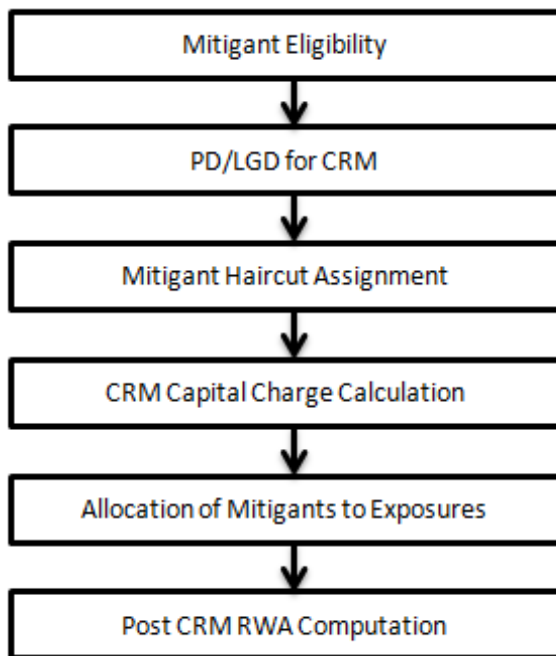 Mitigant Eligibility
PD/LGD for CRM
Mitigant Haircut Assignment
CRM Capital Charge Calculation
Allocation of Mitigants to Exposures
Post CRM RWA Computation